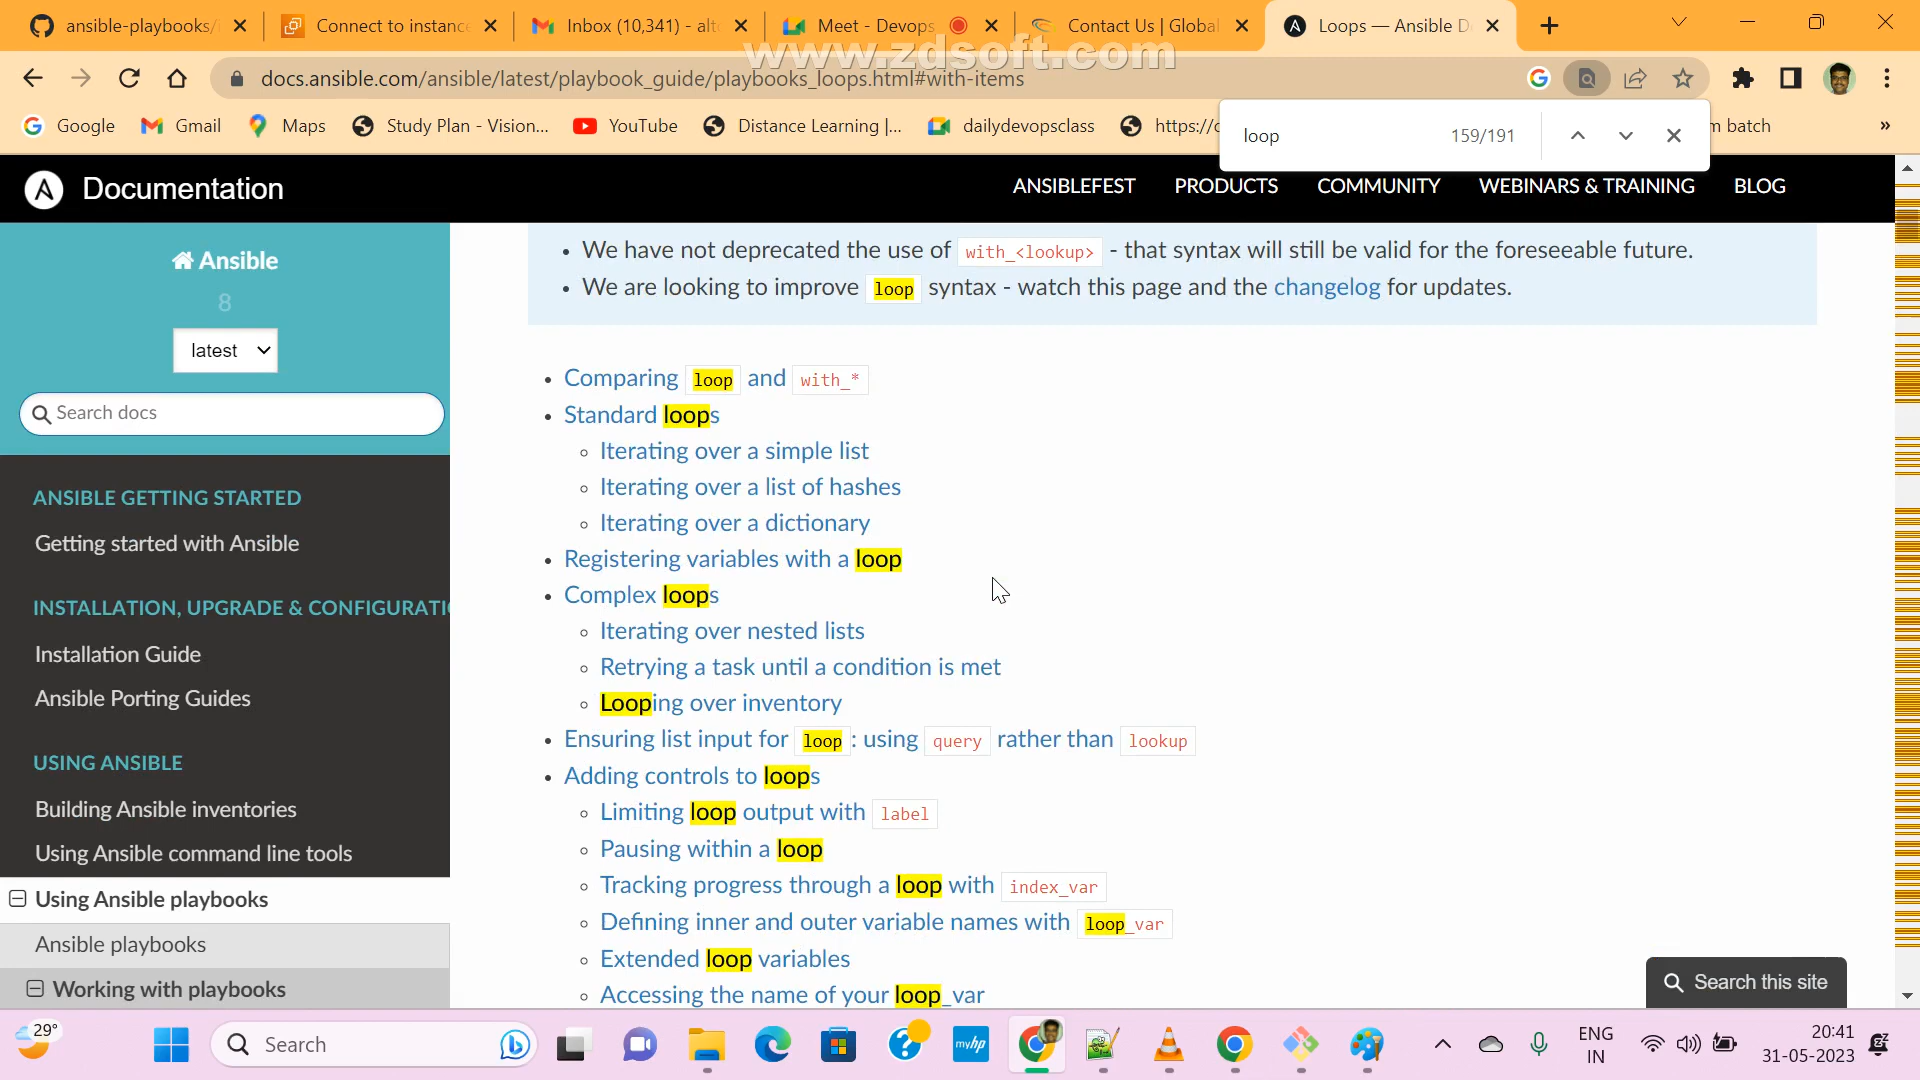 ansible-playbooks/
Connect to instance
Inbox (10,341) - alt
Meet - Devops
Contact Us | Global
Loops — Ansible D
www.zdsoft.com
docs.ansible.com/ansible/latest/playbook_guide/playbooks_loops.html#with-items
Google
Gmail
Maps
Study Plan - Vision...
YouTube
Distance Learning |...
dailydevopsclass
https://c
m batch
»
loop
159/191
Documentation
ANSIBLEFEST
PRODUCTS
COMMUNITY
WEBINARS & TRAINING
BLOG
Ansible
8
latest
Search docs
ANSIBLE GETTING STARTED
Getting started with Ansible
INSTALLATION, UPGRADE & CONFIGURATI
Installation Guide
Ansible Porting Guides
USING ANSIBLE
Building Ansible inventories
Using Ansible command line tools
Using Ansible playbooks
Ansible playbooks
Working with playbooks
• We have not deprecated the use of with_<lookup> - that syntax will still be valid for the foreseeable future.
• We are looking to improve loop syntax - watch this page and the changelog for updates.
• Comparing loop and with_*
• Standard loops
◦ Iterating over a simple list
◦ Iterating over a list of hashes
◦ Iterating over a dictionary
• Registering variables with a loop
• Complex loops
◦ Iterating over nested lists
◦ Retrying a task until a condition is met
◦ Looping over inventory
• Ensuring list input for loop : using query rather than lookup
• Adding controls to loops
◦ Limiting loop output with label
◦ Pausing within a loop
◦ Tracking progress through a loop with index_var
◦ Defining inner and outer variable names with loop_var
◦ Extended loop variables
◦ Accessing the name of your loop_var
Search this site
29°
Search
myhp
ENG
IN
20:41
31-05-2023